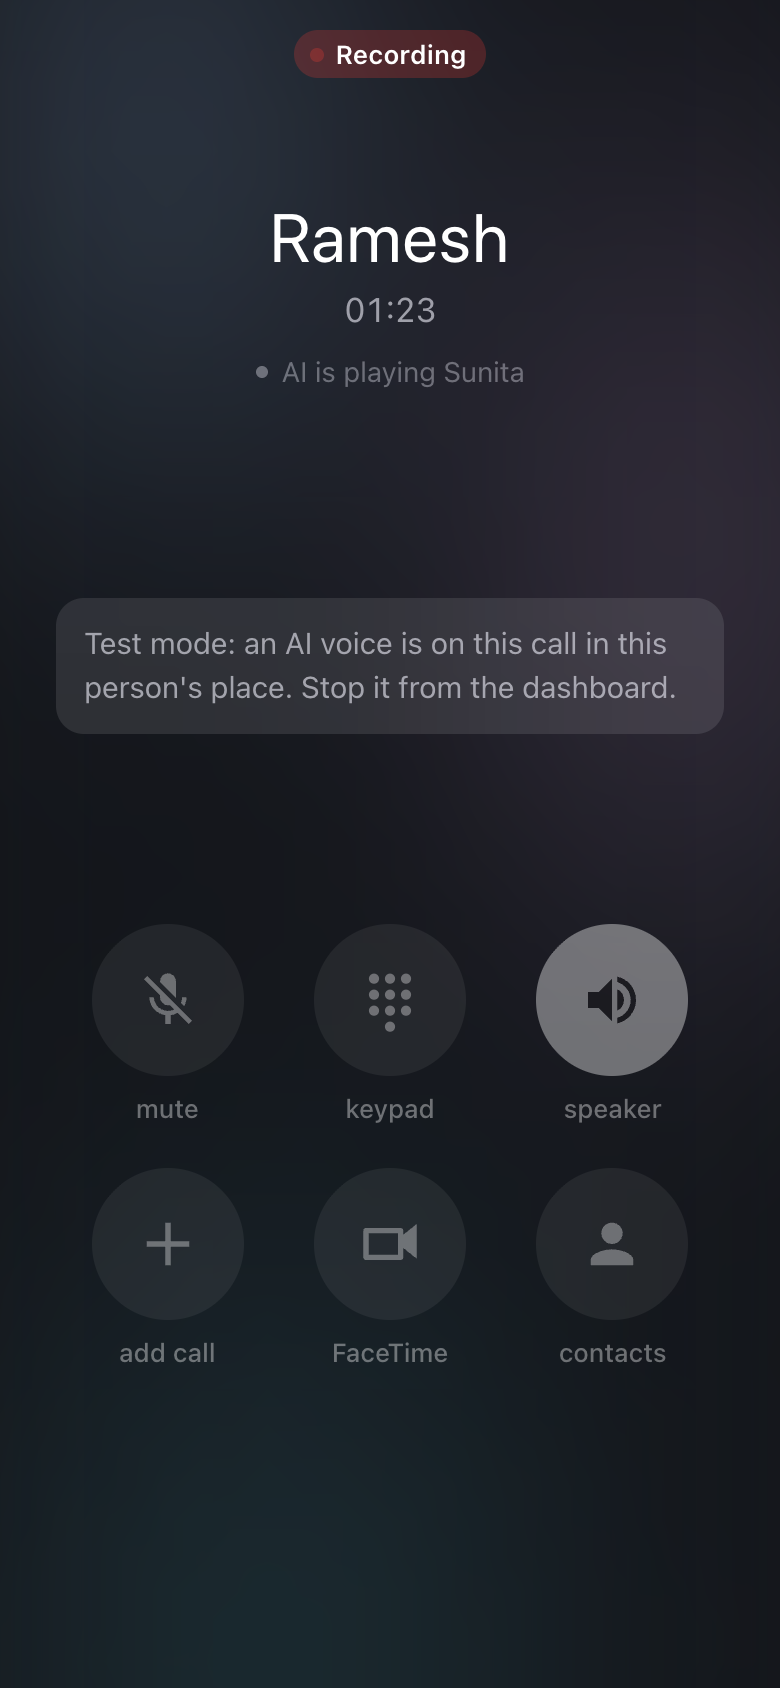 Recording
Ramesh
01:23
AI is playing Sunita
Test mode: an AI voice is on this call in this
person's place. Stop it from the dashboard.
mute
keypad
speaker
add call
FaceTime
contacts